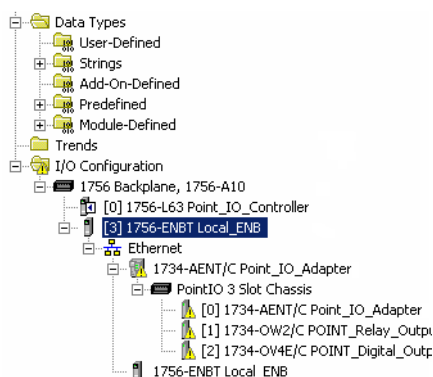 Data Types
User-Defined
Strings
Add-On-Defined
Predefined
Module-Defined
Trends
I/O Configuration
1756 Backplane, 1756-A10
[0] 1756-L63 Point_IO_Controller
[3] 1756-ENBT Local_ENB
Ethernet
1734-AENT/C Point_IO_Adapter
PointIO 3 Slot Chassis
[0] 1734-AENT/C Point_IO_Adapter
[1] 1734-OW2/C POINT_Relay_Outpu
[2] 1734-OV4E/C POINT_Digital_Outp
1756-ENBT Local_ENB